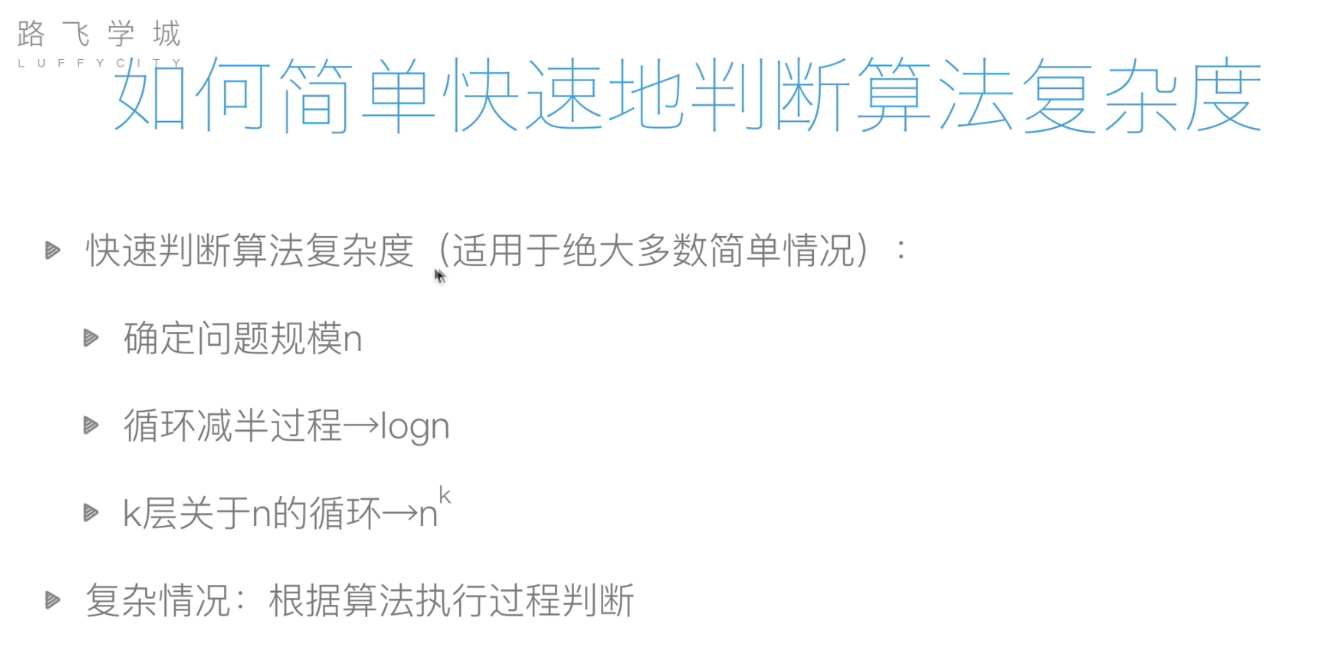 路飞学城
LUFFYCITY
如何简单快速地判断算法复杂度
快速判断算法复杂度（适用于绝大多数简单情况）：
确定问题规模n
循环减半过程→logn
k层关于n的循环→n^k
复杂情况：根据算法执行过程判断